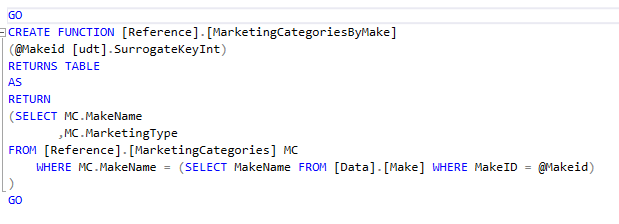 GO
CREATE FUNCTION [Reference].[MarketingCategoriesByMake]
(@Makeid [udt].SurrogateKeyInt)
RETURNS TABLE
AS
RETURN
(SELECT MC.MakeName
,MC.MarketingType
FROM [Reference].[MarketingCategories] MC
WHERE MC.MakeName = (SELECT MakeName FROM [Data].[Make] WHERE MakeID = @Makeid)
)
GO